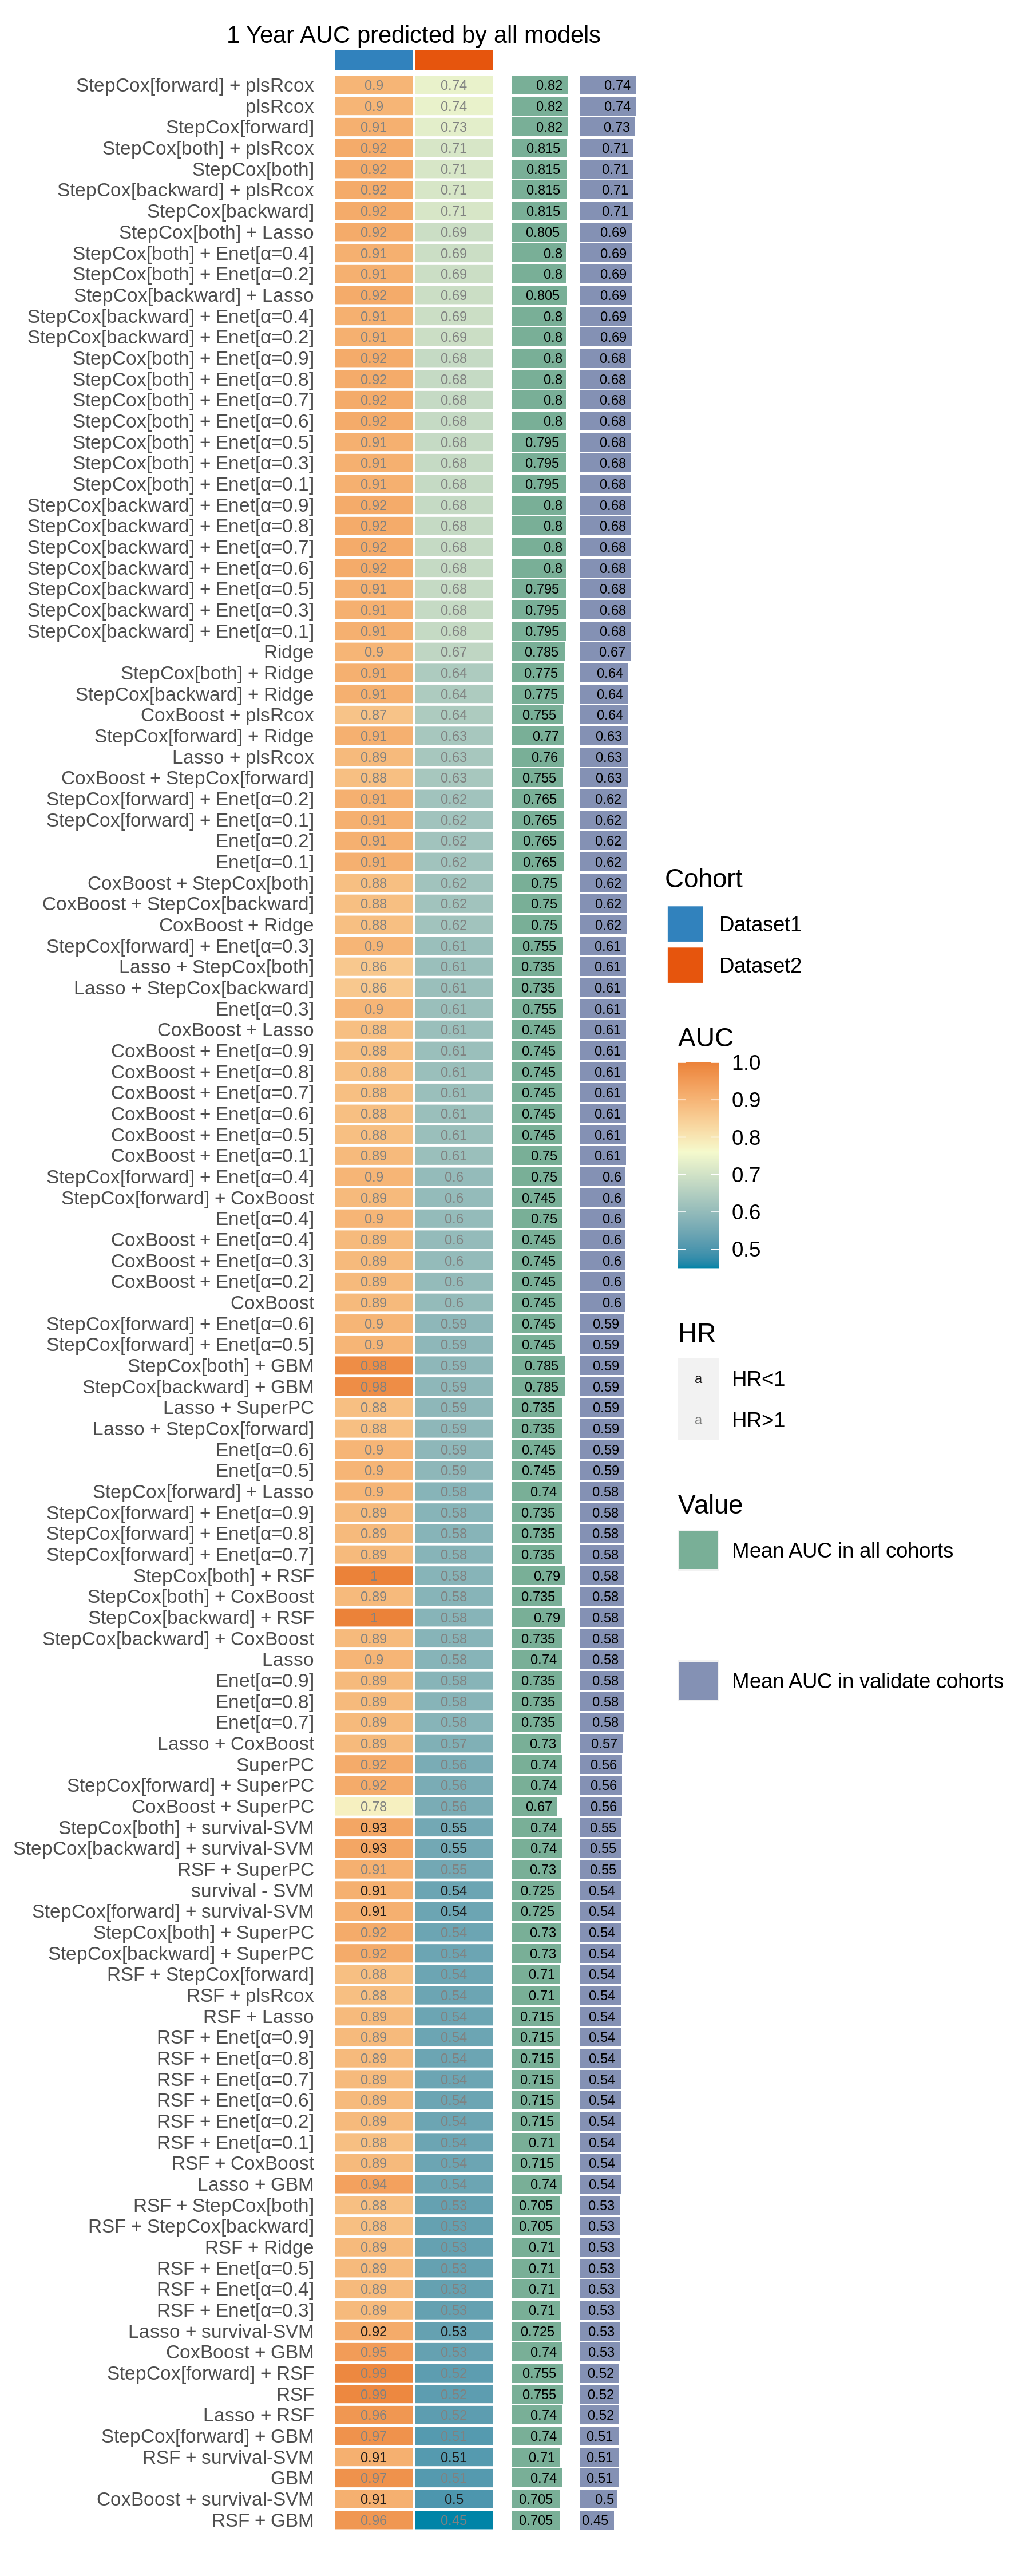 1 Year AUC predicted by all models
StepCox[forward] + plsRcox 0.9 0.74 0.82 0.74
plsRcox 0.9 0.74 0.82 0.74
StepCox[forward] 0.91 0.73 0.82 0.73
StepCox[both] + plsRcox 0.92 0.71 0.815 0.71
StepCox[both] 0.92 0.71 0.815 0.71
StepCox[backward] + plsRcox 0.92 0.71 0.815 0.71
StepCox[backward] 0.92 0.71 0.815 0.71
StepCox[both] + Lasso 0.92 0.69 0.805 0.69
StepCox[both] + Enet[α=0.4] 0.91 0.69 0.8 0.69
StepCox[both] + Enet[α=0.2] 0.91 0.69 0.8 0.69
StepCox[backward] + Lasso 0.92 0.69 0.805 0.69
StepCox[backward] + Enet[α=0.4] 0.91 0.69 0.8 0.69
StepCox[backward] + Enet[α=0.2] 0.91 0.69 0.8 0.69
StepCox[both] + Enet[α=0.9] 0.92 0.68 0.8 0.68
StepCox[both] + Enet[α=0.8] 0.92 0.68 0.8 0.68
StepCox[both] + Enet[α=0.7] 0.92 0.68 0.8 0.68
StepCox[both] + Enet[α=0.6] 0.92 0.68 0.8 0.68
StepCox[both] + Enet[α=0.5] 0.91 0.68 0.795 0.68
StepCox[both] + Enet[α=0.3] 0.91 0.68 0.795 0.68
StepCox[both] + Enet[α=0.1] 0.91 0.68 0.795 0.68
StepCox[backward] + Enet[α=0.9] 0.92 0.68 0.8 0.68
StepCox[backward] + Enet[α=0.8] 0.92 0.68 0.8 0.68
StepCox[backward] + Enet[α=0.7] 0.92 0.68 0.8 0.68
StepCox[backward] + Enet[α=0.6] 0.92 0.68 0.8 0.68
StepCox[backward] + Enet[α=0.5] 0.91 0.68 0.795 0.68
StepCox[backward] + Enet[α=0.3] 0.91 0.68 0.795 0.68
StepCox[backward] + Enet[α=0.1] 0.91 0.68 0.795 0.68
Ridge 0.9 0.67 0.785 0.67
StepCox[both] + Ridge 0.91 0.64 0.775 0.64
StepCox[backward] + Ridge 0.91 0.64 0.775 0.64
CoxBoost + plsRcox 0.87 0.64 0.755 0.64
StepCox[forward] + Ridge 0.91 0.63 0.77 0.63
Lasso + plsRcox 0.89 0.63 0.76 0.63
CoxBoost + StepCox[forward] 0.88 0.63 0.755 0.63
StepCox[forward] + Enet[α=0.2] 0.91 0.62 0.765 0.62
StepCox[forward] + Enet[α=0.1] 0.91 0.62 0.765 0.62
Enet[α=0.2] 0.91 0.62 0.765 0.62
Enet[α=0.1] 0.91 0.62 0.765 0.62
CoxBoost + StepCox[both] 0.88 0.62 0.75 0.62
CoxBoost + StepCox[backward] 0.88 0.62 0.75 0.62
CoxBoost + Ridge 0.88 0.62 0.75 0.62
StepCox[forward] + Enet[α=0.3] 0.9 0.61 0.755 0.61
Lasso + StepCox[both] 0.86 0.61 0.735 0.61
Lasso + StepCox[backward] 0.86 0.61 0.735 0.61
Enet[α=0.3] 0.9 0.61 0.755 0.61
CoxBoost + Lasso 0.88 0.61 0.745 0.61
CoxBoost + Enet[α=0.9] 0.88 0.61 0.745 0.61
CoxBoost + Enet[α=0.8] 0.88 0.61 0.745 0.61
CoxBoost + Enet[α=0.7] 0.88 0.61 0.745 0.61
CoxBoost + Enet[α=0.6] 0.88 0.61 0.745 0.61
CoxBoost + Enet[α=0.5] 0.88 0.61 0.745 0.61
CoxBoost + Enet[α=0.1] 0.89 0.61 0.75 0.61
StepCox[forward] + Enet[α=0.4] 0.9 0.6 0.75 0.6
StepCox[forward] + CoxBoost 0.89 0.6 0.745 0.6
Enet[α=0.4] 0.9 0.6 0.75 0.6
CoxBoost + Enet[α=0.4] 0.89 0.6 0.745 0.6
CoxBoost + Enet[α=0.3] 0.89 0.6 0.745 0.6
CoxBoost + Enet[α=0.2] 0.89 0.6 0.745 0.6
CoxBoost 0.89 0.6 0.745 0.6
StepCox[forward] + Enet[α=0.6] 0.9 0.59 0.745 0.59
StepCox[forward] + Enet[α=0.5] 0.9 0.59 0.745 0.59
StepCox[both] + GBM 0.98 0.59 0.785 0.59
StepCox[backward] + GBM 0.98 0.59 0.785 0.59
Lasso + SuperPC 0.88 0.59 0.735 0.59
Lasso + StepCox[forward] 0.88 0.59 0.735 0.59
Enet[α=0.6] 0.9 0.59 0.745 0.59
Enet[α=0.5] 0.9 0.59 0.745 0.59
StepCox[forward] + Lasso 0.9 0.58 0.74 0.58
StepCox[forward] + Enet[α=0.9] 0.89 0.58 0.735 0.58
StepCox[forward] + Enet[α=0.8] 0.89 0.58 0.735 0.58
StepCox[forward] + Enet[α=0.7] 0.89 0.58 0.735 0.58
StepCox[both] + RSF 1 0.58 0.79 0.58
StepCox[both] + CoxBoost 0.89 0.58 0.735 0.58
StepCox[backward] + RSF 1 0.58 0.79 0.58
StepCox[backward] + CoxBoost 0.89 0.58 0.735 0.58
Lasso 0.9 0.58 0.74 0.58
Enet[α=0.9] 0.89 0.58 0.735 0.58
Enet[α=0.8] 0.89 0.58 0.735 0.58
Enet[α=0.7] 0.89 0.58 0.735 0.58
Lasso + CoxBoost 0.89 0.57 0.73 0.57
SuperPC 0.92 0.56 0.74 0.56
StepCox[forward] + SuperPC 0.92 0.56 0.74 0.56
CoxBoost + SuperPC 0.78 0.56 0.67 0.56
StepCox[both] + survival-SVM 0.93 0.55 0.74 0.55
StepCox[backward] + survival-SVM 0.93 0.55 0.74 0.55
RSF + SuperPC 0.91 0.55 0.73 0.55
survival - SVM 0.91 0.54 0.725 0.54
StepCox[forward] + survival-SVM 0.91 0.54 0.725 0.54
StepCox[both] + SuperPC 0.92 0.54 0.73 0.54
StepCox[backward] + SuperPC 0.92 0.54 0.73 0.54
RSF + StepCox[forward] 0.88 0.54 0.71 0.54
RSF + plsRcox 0.88 0.54 0.71 0.54
RSF + Lasso 0.89 0.54 0.715 0.54
RSF + Enet[α=0.9] 0.89 0.54 0.715 0.54
RSF + Enet[α=0.8] 0.89 0.54 0.715 0.54
RSF + Enet[α=0.7] 0.89 0.54 0.715 0.54
RSF + Enet[α=0.6] 0.89 0.54 0.715 0.54
RSF + Enet[α=0.2] 0.89 0.54 0.715 0.54
RSF + Enet[α=0.1] 0.88 0.54 0.71 0.54
RSF + CoxBoost 0.89 0.54 0.715 0.54
Lasso + GBM 0.94 0.54 0.74 0.54
RSF + StepCox[both] 0.88 0.53 0.705 0.53
RSF + StepCox[backward] 0.88 0.53 0.705 0.53
RSF + Ridge 0.89 0.53 0.71 0.53
RSF + Enet[α=0.5] 0.89 0.53 0.71 0.53
RSF + Enet[α=0.4] 0.89 0.53 0.71 0.53
RSF + Enet[α=0.3] 0.89 0.53 0.71 0.53
Lasso + survival-SVM 0.92 0.53 0.725 0.53
CoxBoost + GBM 0.95 0.53 0.74 0.53
StepCox[forward] + RSF 0.99 0.52 0.755 0.52
RSF 0.99 0.52 0.755 0.52
Lasso + RSF 0.96 0.52 0.74 0.52
StepCox[forward] + GBM 0.97 0.51 0.74 0.51
RSF + survival-SVM 0.91 0.51 0.71 0.51
GBM 0.97 0.51 0.74 0.51
CoxBoost + survival-SVM 0.91 0.5 0.705 0.5
RSF + GBM 0.96 0.45 0.705 0.45
Cohort
Dataset1
Dataset2
AUC
1.0
0.9
0.8
0.7
0.6
0.5
HR
a HR<1
a HR>1
Value
Mean AUC in all cohorts
Mean AUC in validate cohorts